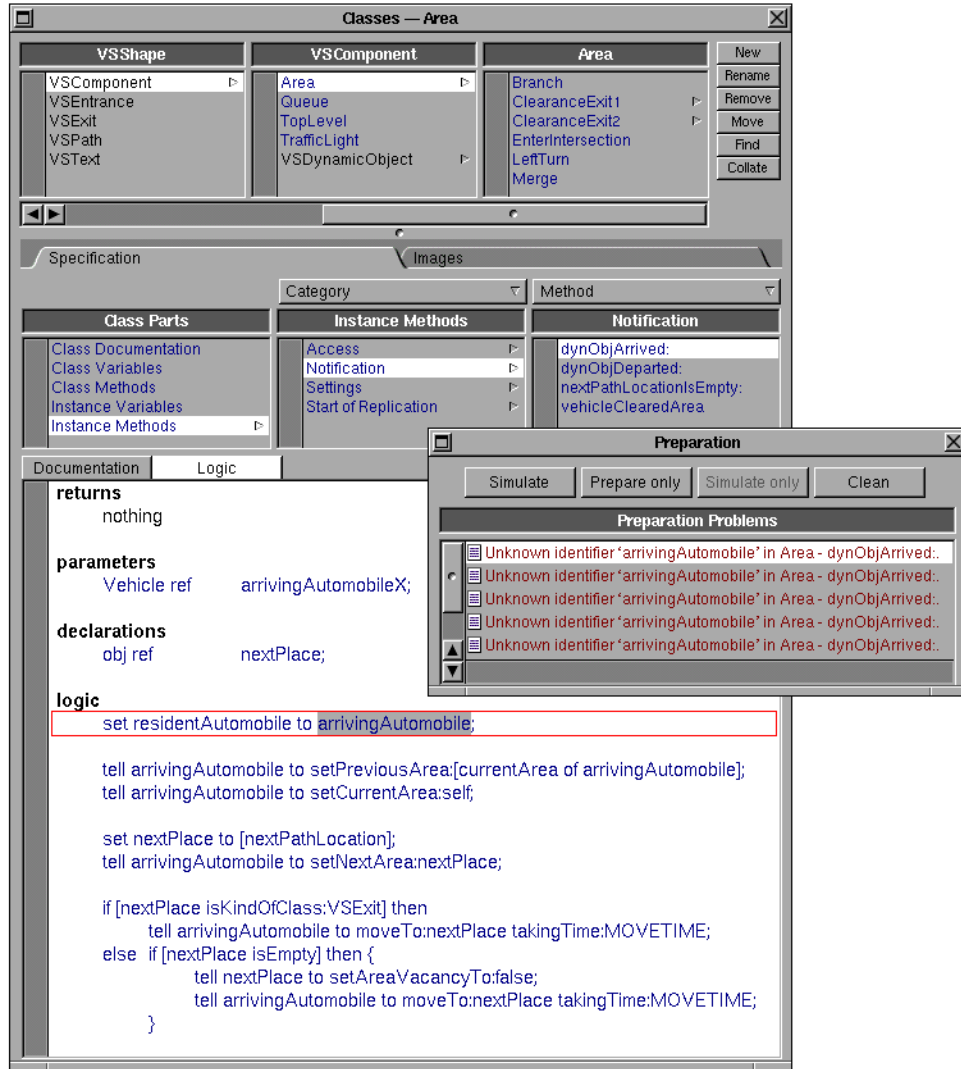 Classes — Area
VSShape
VSComponent
VSEntrance
VSExit
VSPath
VSText
VSComponent
Area
Queue
TopLevel
TrafficLight
VSDynamicObject
Area
Branch
ClearanceExit1
ClearanceExit2
EnterIntersection
LeftTurn
Merge
New
Rename
Remove
Move
Find
Collate
Specification
Images
Category
Method
Class Parts
Class Documentation
Class Variables
Class Methods
Instance Variables
Instance Methods
Instance Methods
Access
Notification
Settings
Start of Replication
Notification
dynObjArrived:
dynObjDeparted:
nextPathLocationIsEmpty:
vehicleClearedArea
Documentation
Logic
returns
nothing
parameters
Vehicle ref arrivingAutomobileX;
declarations
obj ref nextPlace;
logic
set residentAutomobile to arrivingAutomobile;
tell arrivingAutomobile to setPreviousArea:[currentArea of arrivingAutomobile];
tell arrivingAutomobile to setCurrentArea:self;
set nextPlace to [nextPathLocation];
tell arrivingAutomobile to setNextArea:nextPlace;
if [nextPlace isKindOfClass:VSExit] then
tell arrivingAutomobile to moveTo:nextPlace takingTime:MOVETIME;
else if [nextPlace isEmpty] then {
tell nextPlace to setAreaVacancyTo:false;
tell arrivingAutomobile to moveTo:nextPlace takingTime:MOVETIME;
}
Preparation
Simulate
Prepare only
Simulate only
Clean
Preparation Problems
Unknown identifier ‘arrivingAutomobile’ in Area - dynObjArrived:.
Unknown identifier ‘arrivingAutomobile’ in Area - dynObjArrived:.
Unknown identifier ‘arrivingAutomobile’ in Area - dynObjArrived:.
Unknown identifier ‘arrivingAutomobile’ in Area - dynObjArrived:.
Unknown identifier ‘arrivingAutomobile’ in Area - dynObjArrived:.